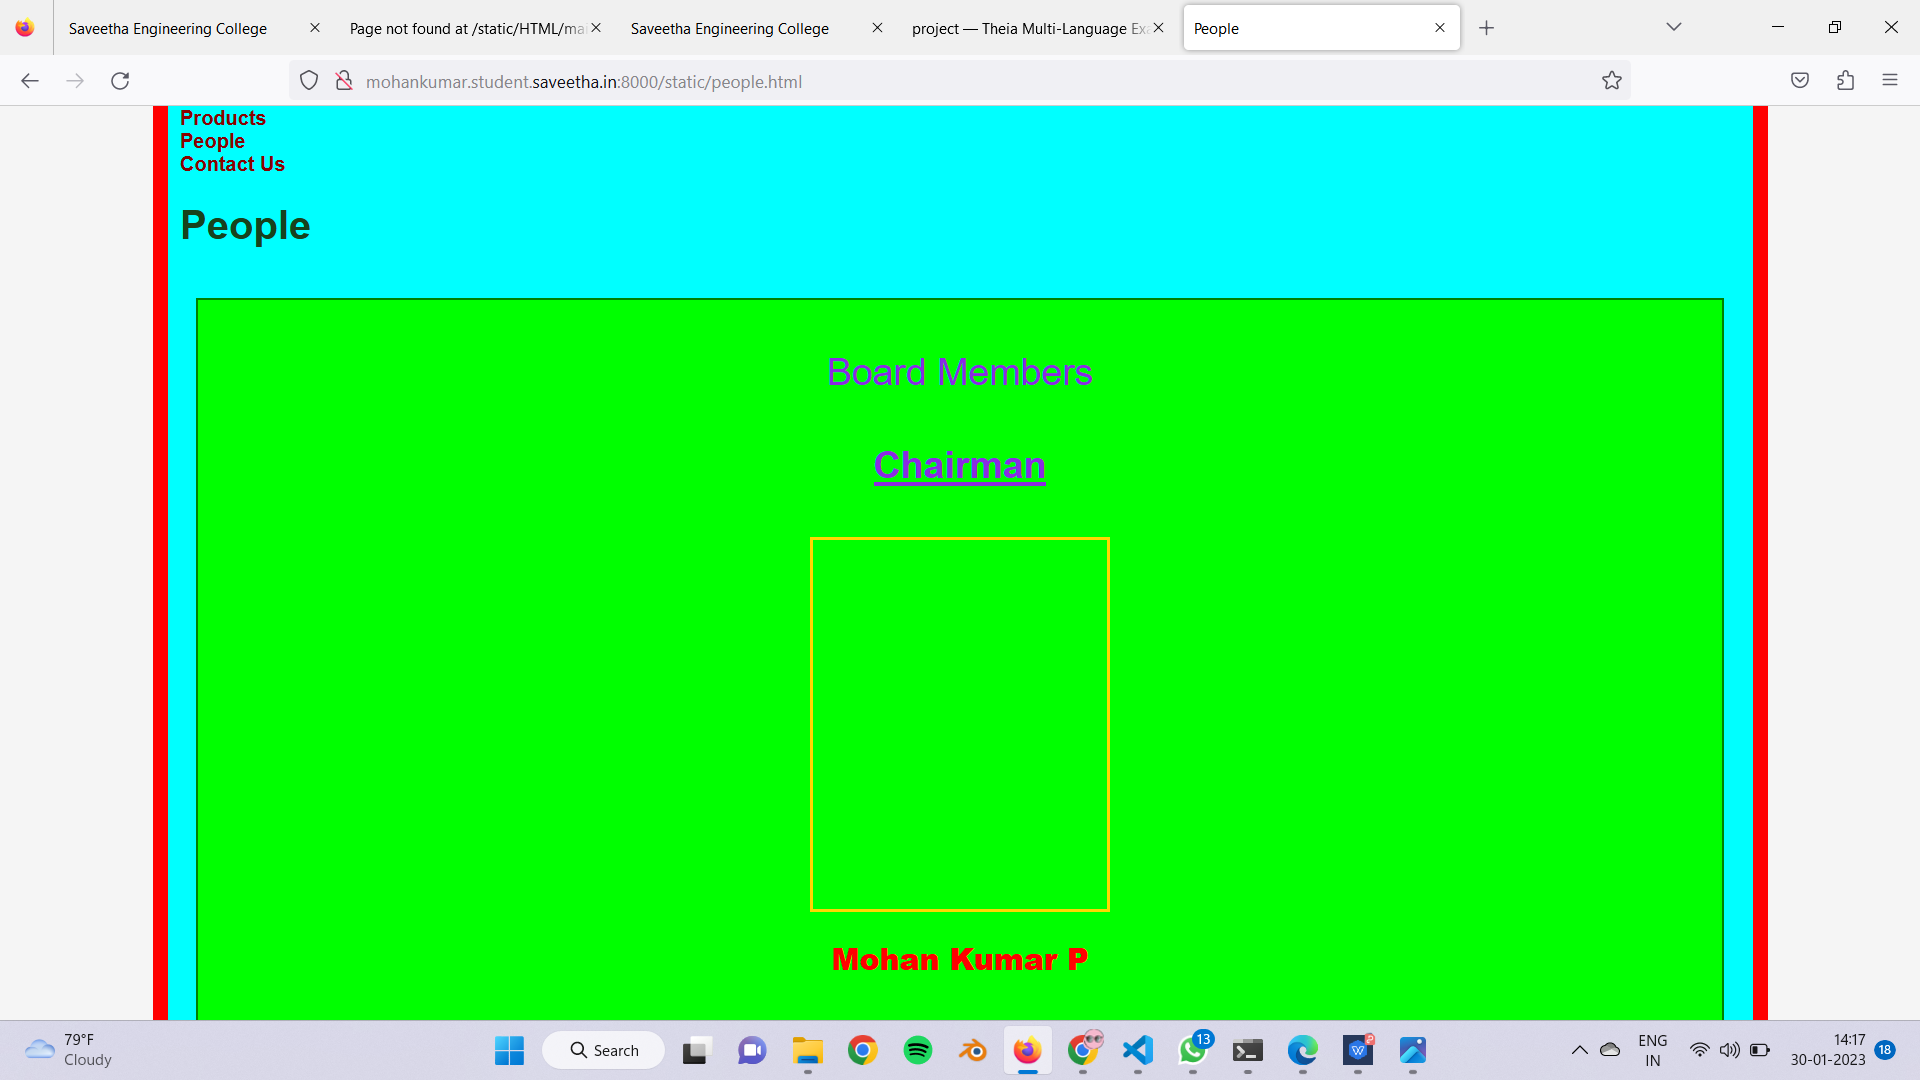 Saveetha Engineering College
Page not found at /static/HTML/mai
Saveetha Engineering College
project — Theia Multi-Language Exa
People
mohankumar.student.saveetha.in:8000/static/people.html
Products
People
Contact Us
People
Board Members
Chairman
Mohan Kumar P
79°F
Cloudy
Search
13
ENG
IN
14:17
30-01-2023
18